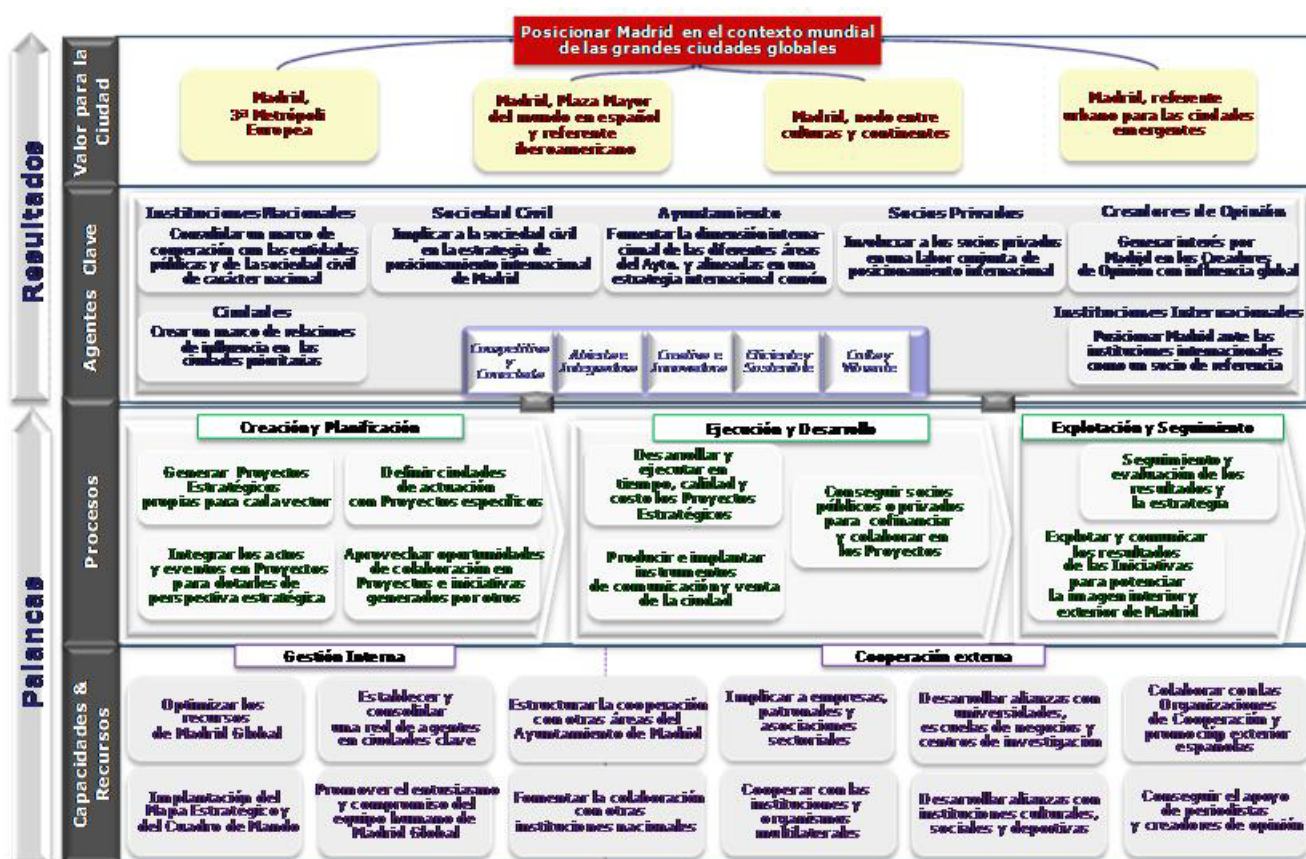 Posicionar Madrid en el contexto mundial
de las grandes ciudades globales
Resultados
Valor para la
Ciudad
Madrid,
3ª Metrópoli
Europea
Madrid, Plaza Mayor
del mundo en español
y referente
iberoamericano
Madrid, nodo entre
culturas y continentes
Madrid, referente
urbano para las ciudades
emergentes
Agentes Clave
Instituciones Nacionales
Consolidar un marco de
cooperación con las entidades
públicas y de la sociedad civil
de carácter nacional
Sociedad Civil
Implicar a la sociedad civil
en la estrategia de
posicionamiento internacional
de Madrid
Ayuntamiento
Fomentar la dimensión interna-
cional de las diferentes áreas
del Ayto. y alineadas en una
estrategia internacional común
Socios Privados
Involucrar a los socios privados
en una labor conjunta de
posicionamiento internacional
Creadores de Opinión
Generar interés por
Madrid en los Creadores
de Opinión con influencia global
Ciudades
Crear un marco de relaciones
de influencia en las
ciudades prioritarias
Competitiva
y
Conectada
Abierta e
Integradora
Creativa e
Innovadora
Eficiente y
Sostenible
Culta y
Vibrante
Instituciones Internacionales
Posicionar Madrid ante las
instituciones internacionales
como un socio de referencia
Palancas
Procesos
Creación y Planificación
Generar Proyectos
Estratégicos
propias para cada vector
Definir ciudades
de actuación
con Proyectos específicos
Integrar los actos
y eventos en Proyectos
para dotarles de
perspectiva estratégica
Aprovechar oportunidades
de colaboración en
Proyectos e iniciativas
generados por otros
Ejecución y Desarrollo
Desarrollar y
ejecutar en
tiempo, calidad y
costo los Proyectos
Estratégicos
Producir e implantar
instrumentos
de comunicación y venta
de la ciudad
Conseguir socios
públicos o privados
para cofinanciar
y colaborar en
los Proyectos
Explotación y Seguimiento
Seguimiento y
evaluación de los
resultados y
la estrategia
Explotar y comunicar
los resultados
de las Iniciativas
para potenciar
la imagen interior y
exterior de Madrid
Capacidades &
Recursos
Gestión Interna
Cooperación externa
Optimizar los
recursos
de Madrid Global
Establecer y
consolidar
una red de agentes
en ciudades clave
Estructurar la cooperación
con otras áreas del
Ayuntamiento de Madrid
Implicar a empresas,
patronales y
asociaciones
sectoriales
Desarrollar alianzas con
universidades,
escuelas de negocios y
centros de investigación
Colaborar con las
Organizaciones
de Cooperación y
promoción exterior
españolas
Implantación del
Mapa Estratégico y
del Cuadro de Mando
Promover el entusiasmo
y compromiso del
equipo humano de
Madrid Global
Fomentar la colaboración
con otras
instituciones nacionales
Cooperar con las
instituciones y
organismos
multilaterales
Desarrollar alianzas con
instituciones culturales,
sociales y deportivas
Conseguir el apoyo
de periodistas
y creadores de opinión